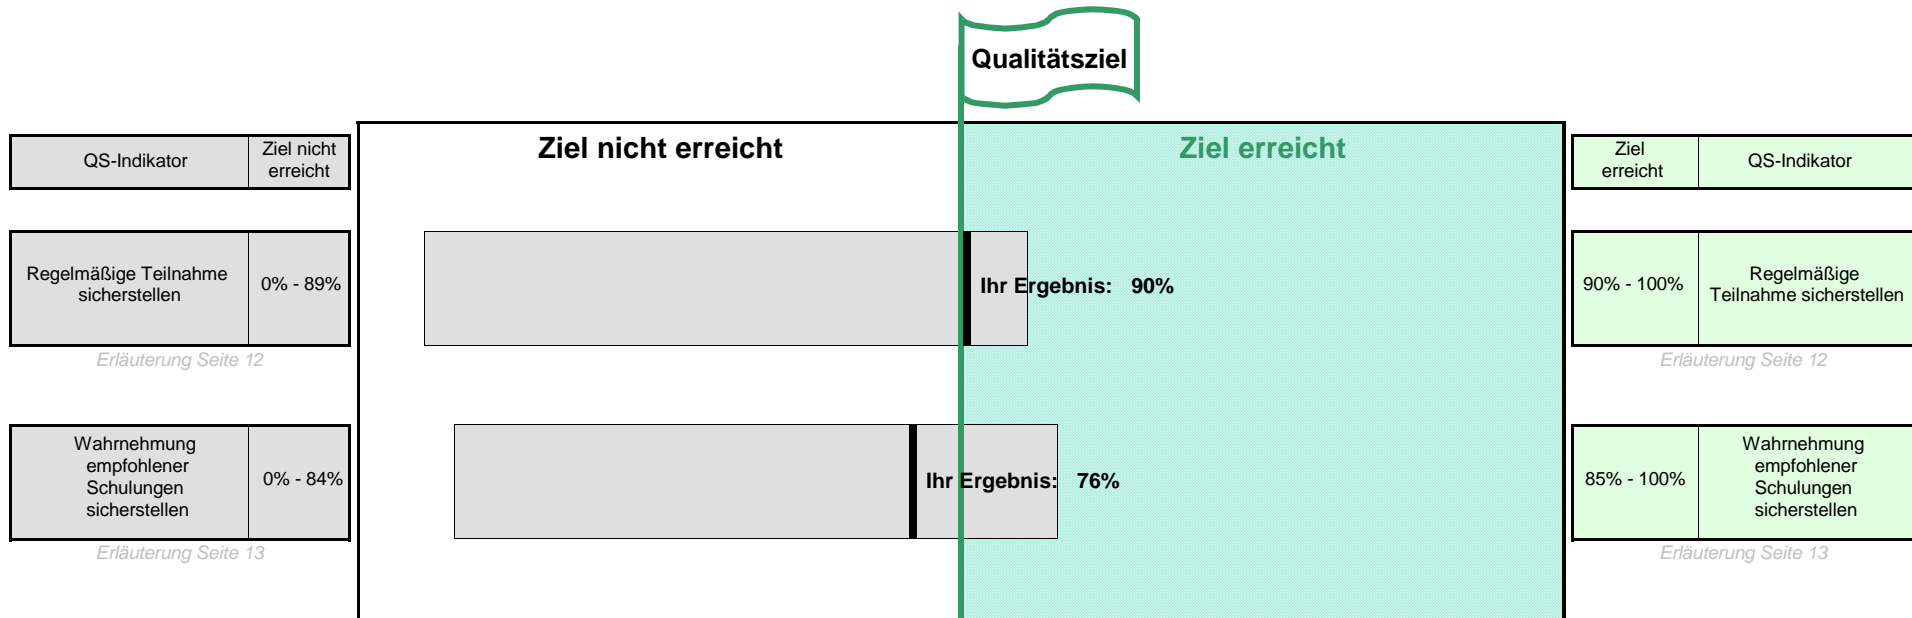 Qualitätsziel
Ziel nicht erreicht
Ziel erreicht
QS-Indikator
Ziel nicht
erreicht
Ziel
erreicht
QS-Indikator
Regelmäßige Teilnahme
sicherstellen
0% - 89%
Ihr Ergebnis: 90%
90% - 100%
Regelmäßige
Teilnahme sicherstellen
Erläuterung Seite 12
Erläuterung Seite 12
Wahrnehmung
empfohlener
Schulungen
sicherstellen
0% - 84%
Ihr Ergebnis: 76%
85% - 100%
Wahrnehmung
empfohlener
Schulungen
sicherstellen
Erläuterung Seite 13
Erläuterung Seite 13